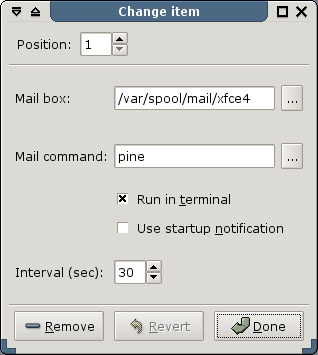 Change item
Position: 1
Mail box: /var/spool/mail/xfce4 ...
Mail command: pine ...
Run in terminal
Use startup notification
Interval (sec): 30
Remove Revert Done